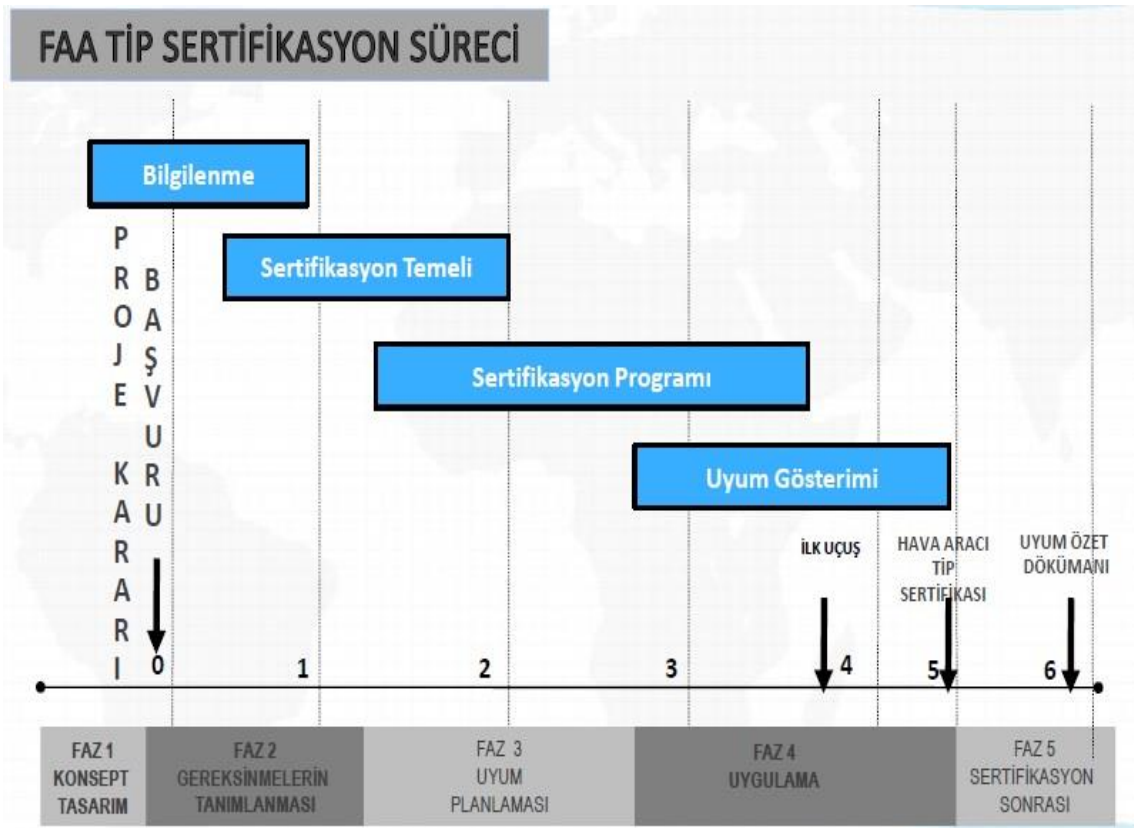 FAA TİP SERTİFİKASYON SÜRECİ
Bilgilenme
Sertifikasyon Temeli
Sertifikasyon Programı
Uyum Gösterimi
PROJE KARARI
BAŞVURU
İLK UÇUŞ
HAVA ARACI
TİP
SERTİFİKASI
UYUM ÖZET
DÖKÜMANI
0 1 2 3 4 5 6
FAZ 1
KONSEPT
TASARIM
FAZ 2
GEREKSİNMELERİN
TANIMLANMASI
FAZ 3
UYUM
PLANLAMASI
FAZ 4
UYGULAMA
FAZ 5
SERTİFİKASYON
SONRASI